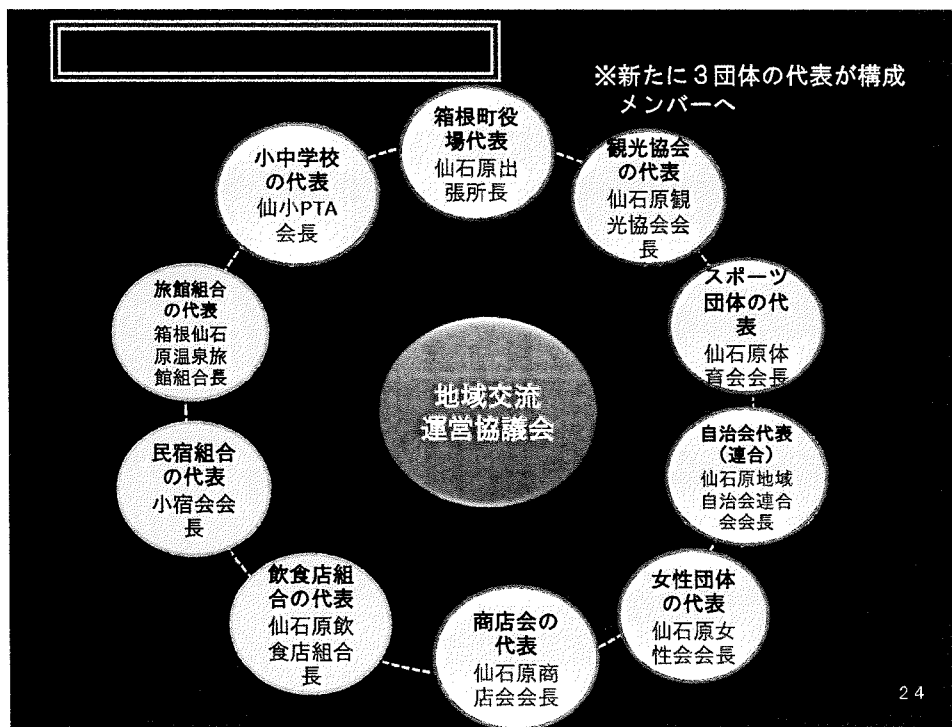 ※新たに３団体の代表が構成
メンバーへ
箱根町役
場代表
仙石原出
張所長
観光協会
の代表
仙石原観
光協会会
長
スポーツ
団体の代
表
仙石原体
育会会長
自治会代表
（連合）
仙石原地域
自治会連合
会会長
女性団体
の代表
仙石原女
性会会長
商店会の
代表
仙石原商
店会会長
飲食店組
合の代表
仙石原飲
食店組合
長
民宿組合
の代表
小宿会会
長
旅館組合
の代表
箱根仙石
原温泉旅
館組合長
小中学校
の代表
仙小PTA
会長
地域交流
運営協議会
２４